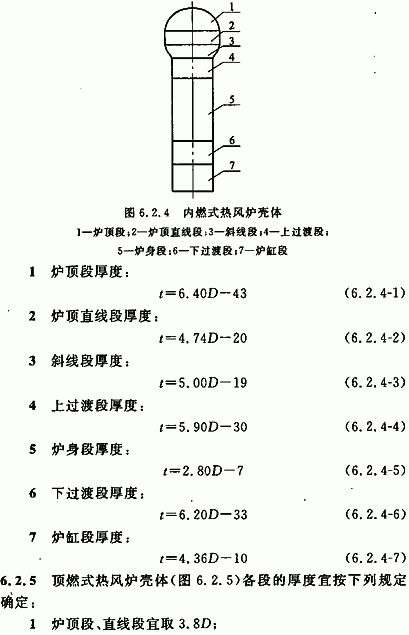 1
2
3
4
5
6
7
图 6.2.4 内燃式热风炉壳体
1—炉顶段;2—炉顶直线段;3—斜线段;4—上过渡段;
5—炉身段;6—下过渡段;7—炉缸段
1 炉顶段厚度:
t=6.40D-43 (6.2.4-1)
2 炉顶直线段厚度:
t=4.74D-20 (6.2.4-2)
3 斜线段厚度:
t=5.00D-19 (6.2.4-3)
4 上过渡段厚度:
t=5.90D-30 (6.2.4-4)
5 炉身段厚度:
t=2.80D-7 (6.2.4-5)
6 下过渡段厚度:
t=6.20D-33 (6.2.4-6)
7 炉缸段厚度:
t=4.36D-10 (6.2.4-7)
6.2.5 顶燃式热风炉壳体(图 6.2.5)各段的厚度宜按下列规定
确定:
1 炉顶段、直线段宜取 3.8D;